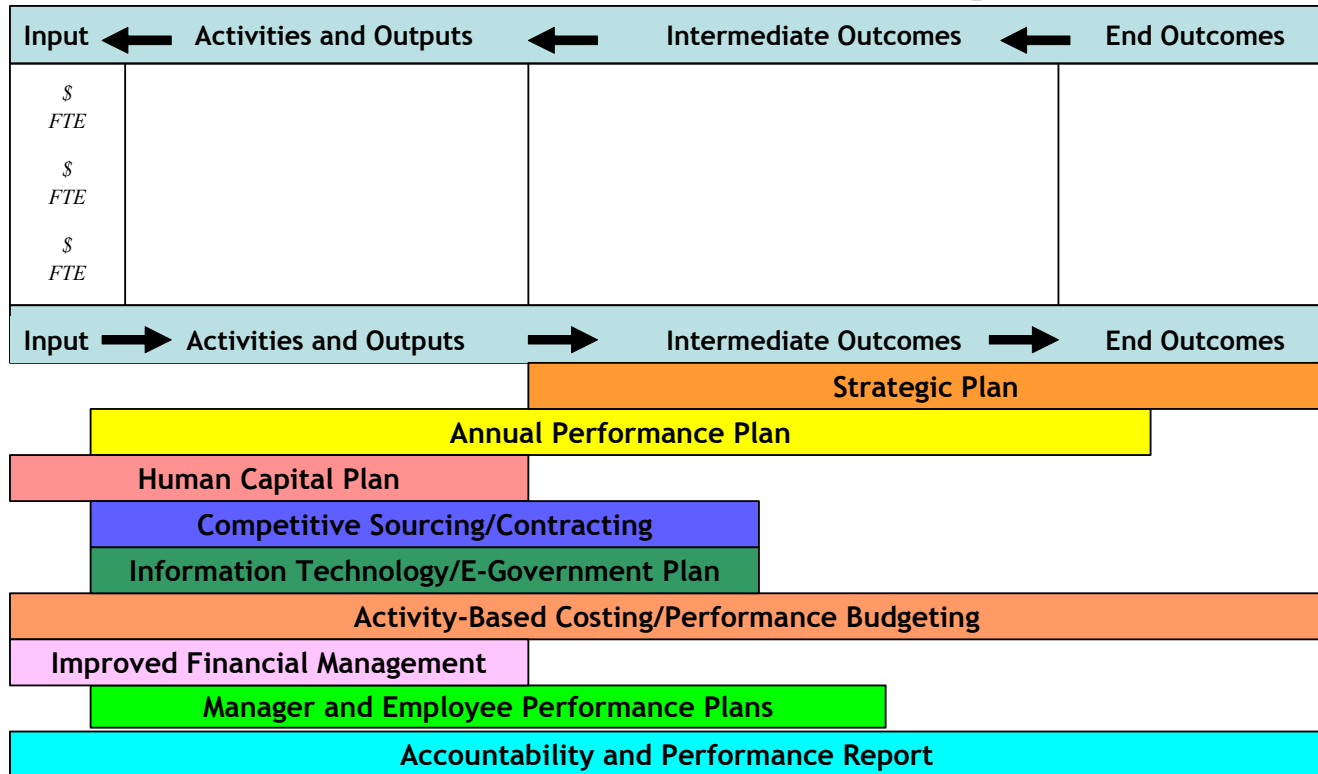 Input Activities and Outputs Intermediate Outcomes End Outcomes
$
FTE
$
FTE
$
FTE
Input Activities and Outputs Intermediate Outcomes End Outcomes
Strategic Plan
Annual Performance Plan
Human Capital Plan
Competitive Sourcing/Contracting
Information Technology/E-Government Plan
Activity-Based Costing/Performance Budgeting
Improved Financial Management
Manager and Employee Performance Plans
Accountability and Performance Report